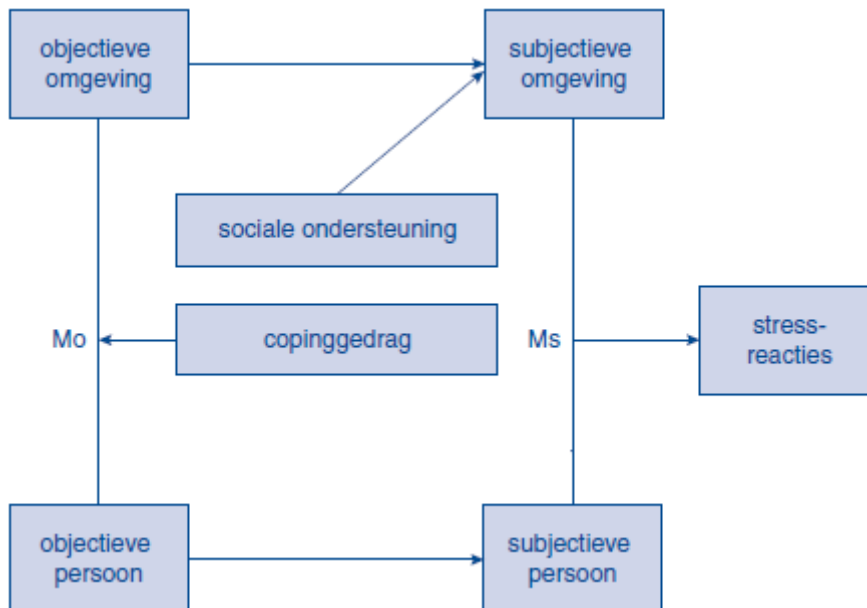 objectieve
omgeving
subjectieve
omgeving
sociale ondersteuning
Mo
copinggedrag
Ms
stress-
reacties
objectieve
persoon
subjectieve
persoon